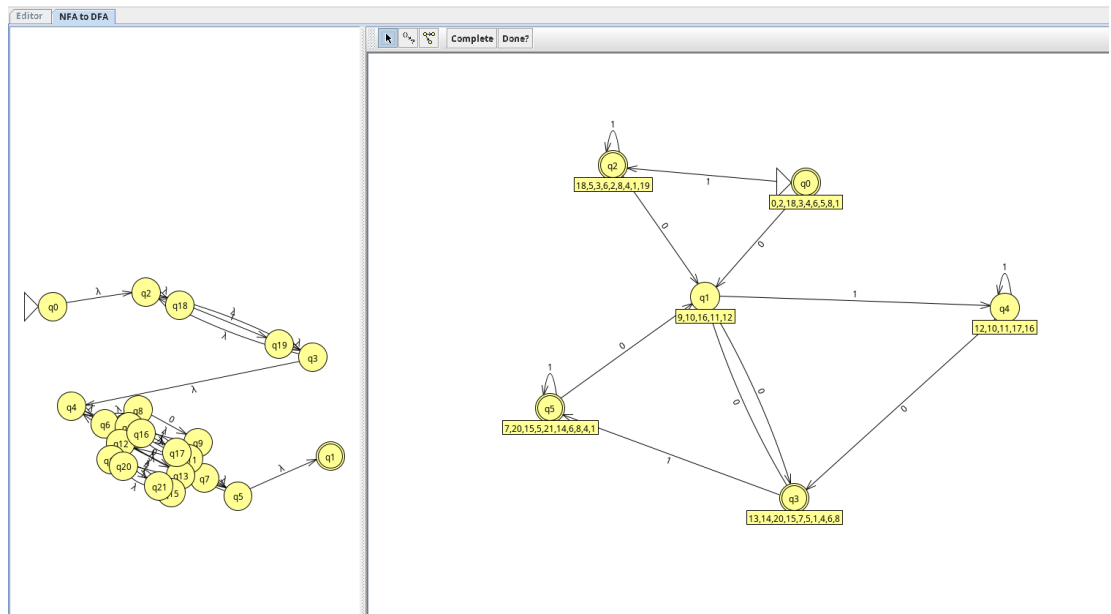 Editor
NFA to DFA
Complete
Done?
1
q2
18,5,3,6,2,8,4,1,19
1
q0
0,2,18,3,4,6,5,8,1
0
0
q1
9,10,16,11,12
1
1
q4
12,10,11,17,16
0
0
0
0
1
q5
7,20,15,5,21,14,6,8,4,1
1
q3
13,14,20,15,7,5,1,4,6,8
q0
λ
q2
q18
λ
q19
q3
λ
q4
q6
q8
0
q16
q12
q17
q9
q20
q13
q7
q21
q5
λ
q1
λ